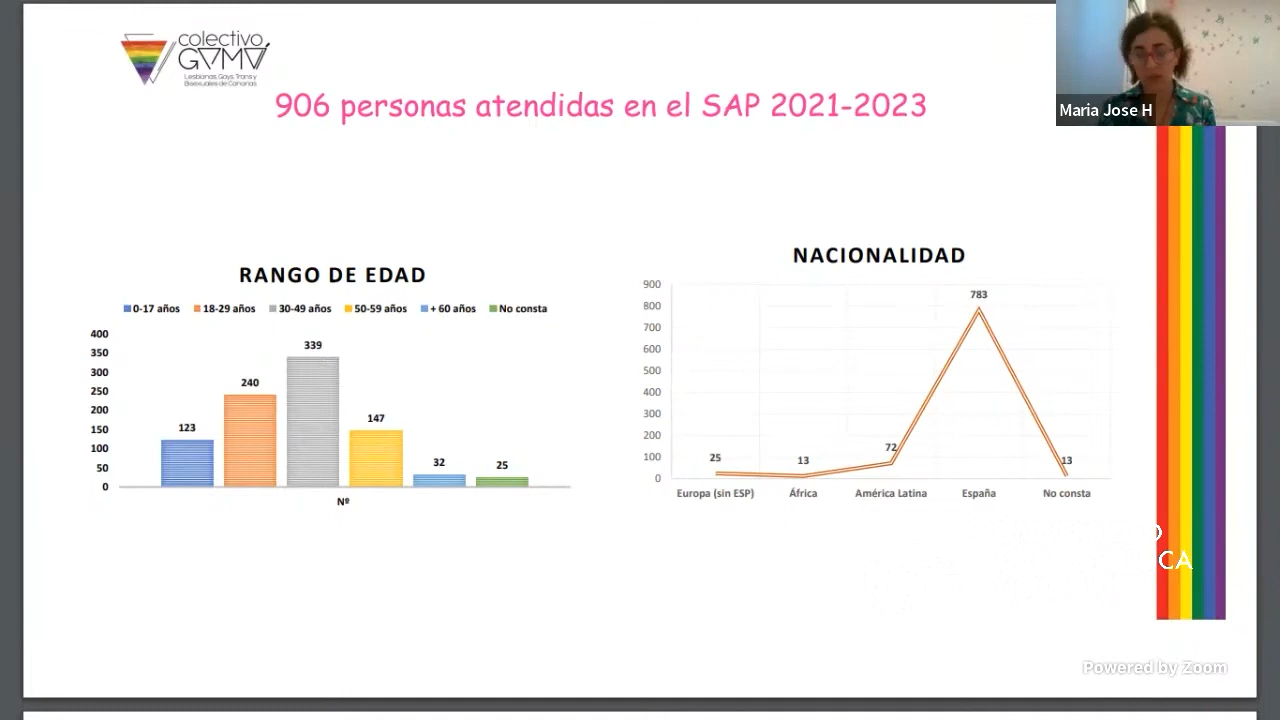 colectivo
GAMÁ
Lesbianas, Gays, Trans y
Bisexuales de Canarias
906 personas atendidas en el SAP 2021-2023
Maria Jose H
RANGO DE EDAD
0-17 años 18-29 años 30-49 años 50-59 años + 60 años No consta
400
350
300
250
200
150
100
50
0
123
240
339
147
32
25
Nº
NACIONALIDAD
900
800
700
600
500
400
300
200
100
0
25
13
72
783
13
Europa (sin ESP) África América Latina España No consta
CA
Powered by Zoom